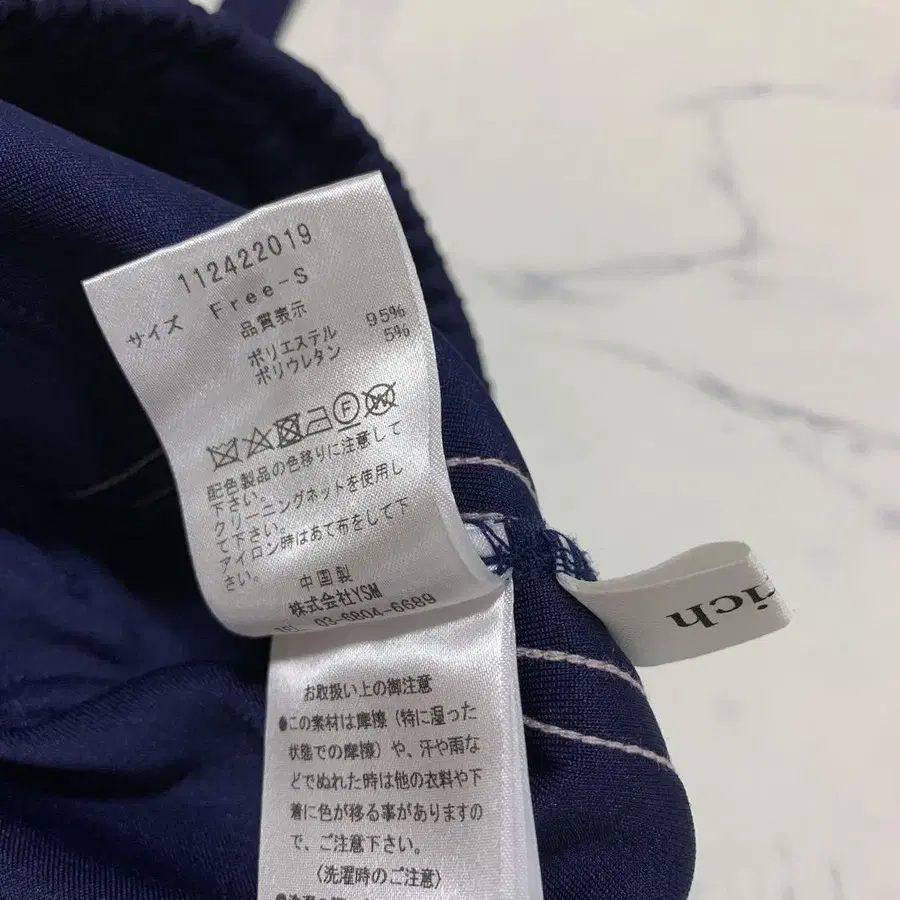 112422019
サイズ Free-S
品質表示
ポリエステル 95%
ポリウレタン 5%
F W
配色製品の色移りに注意して
下さい。
クリーニングネットを使用し
て下さい。
アイロン時はあて布をして下
さい。
中国製
株式会社YSM
TEL 03-6804-6689
お取扱い上の御注意
●この素材は摩擦（特に湿った
状態での摩擦）や、汗や雨な
どでぬれた時は他の衣料や下
着に色が移る事がありますの
で、ご注意下さい。
〈洗濯時のご注意〉
rich